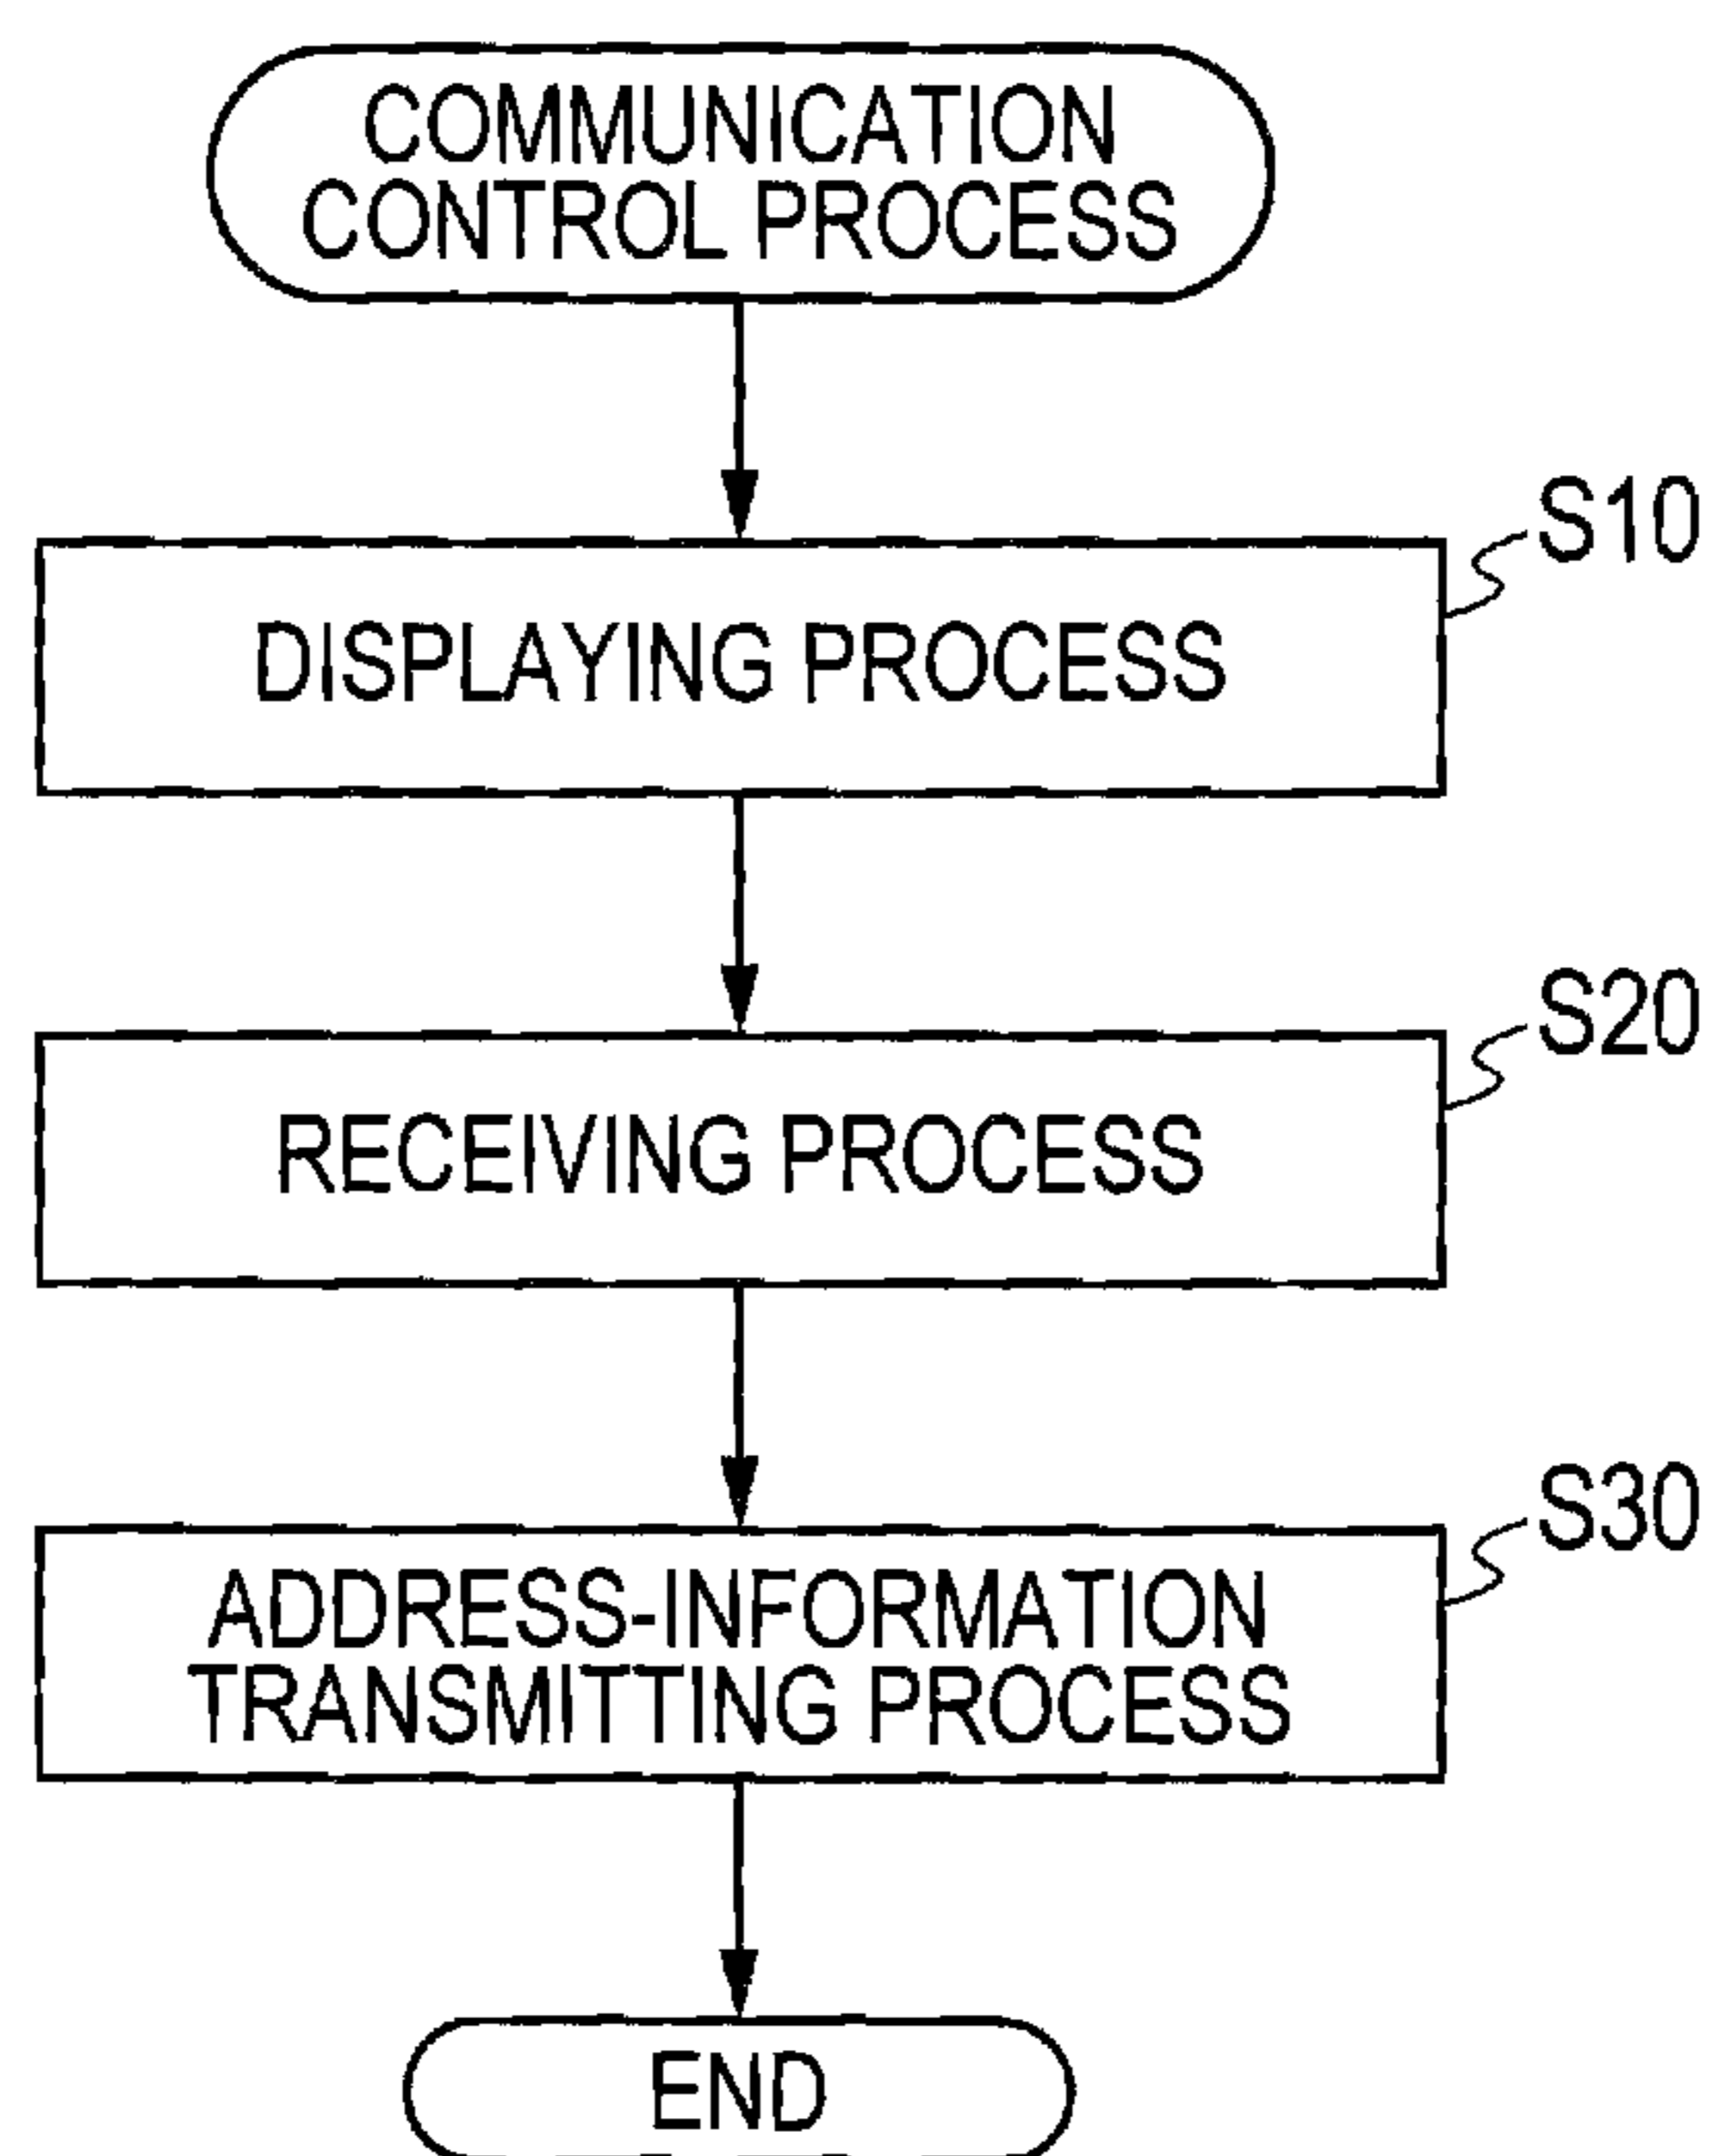 COMMUNICATION
CONTROL PROCESS
S10
DISPLAYING PROCESS
S20
RECEIVING PROCESS
S30
ADDRESS-INFORMATION
TRANSMITTING PROCESS
END